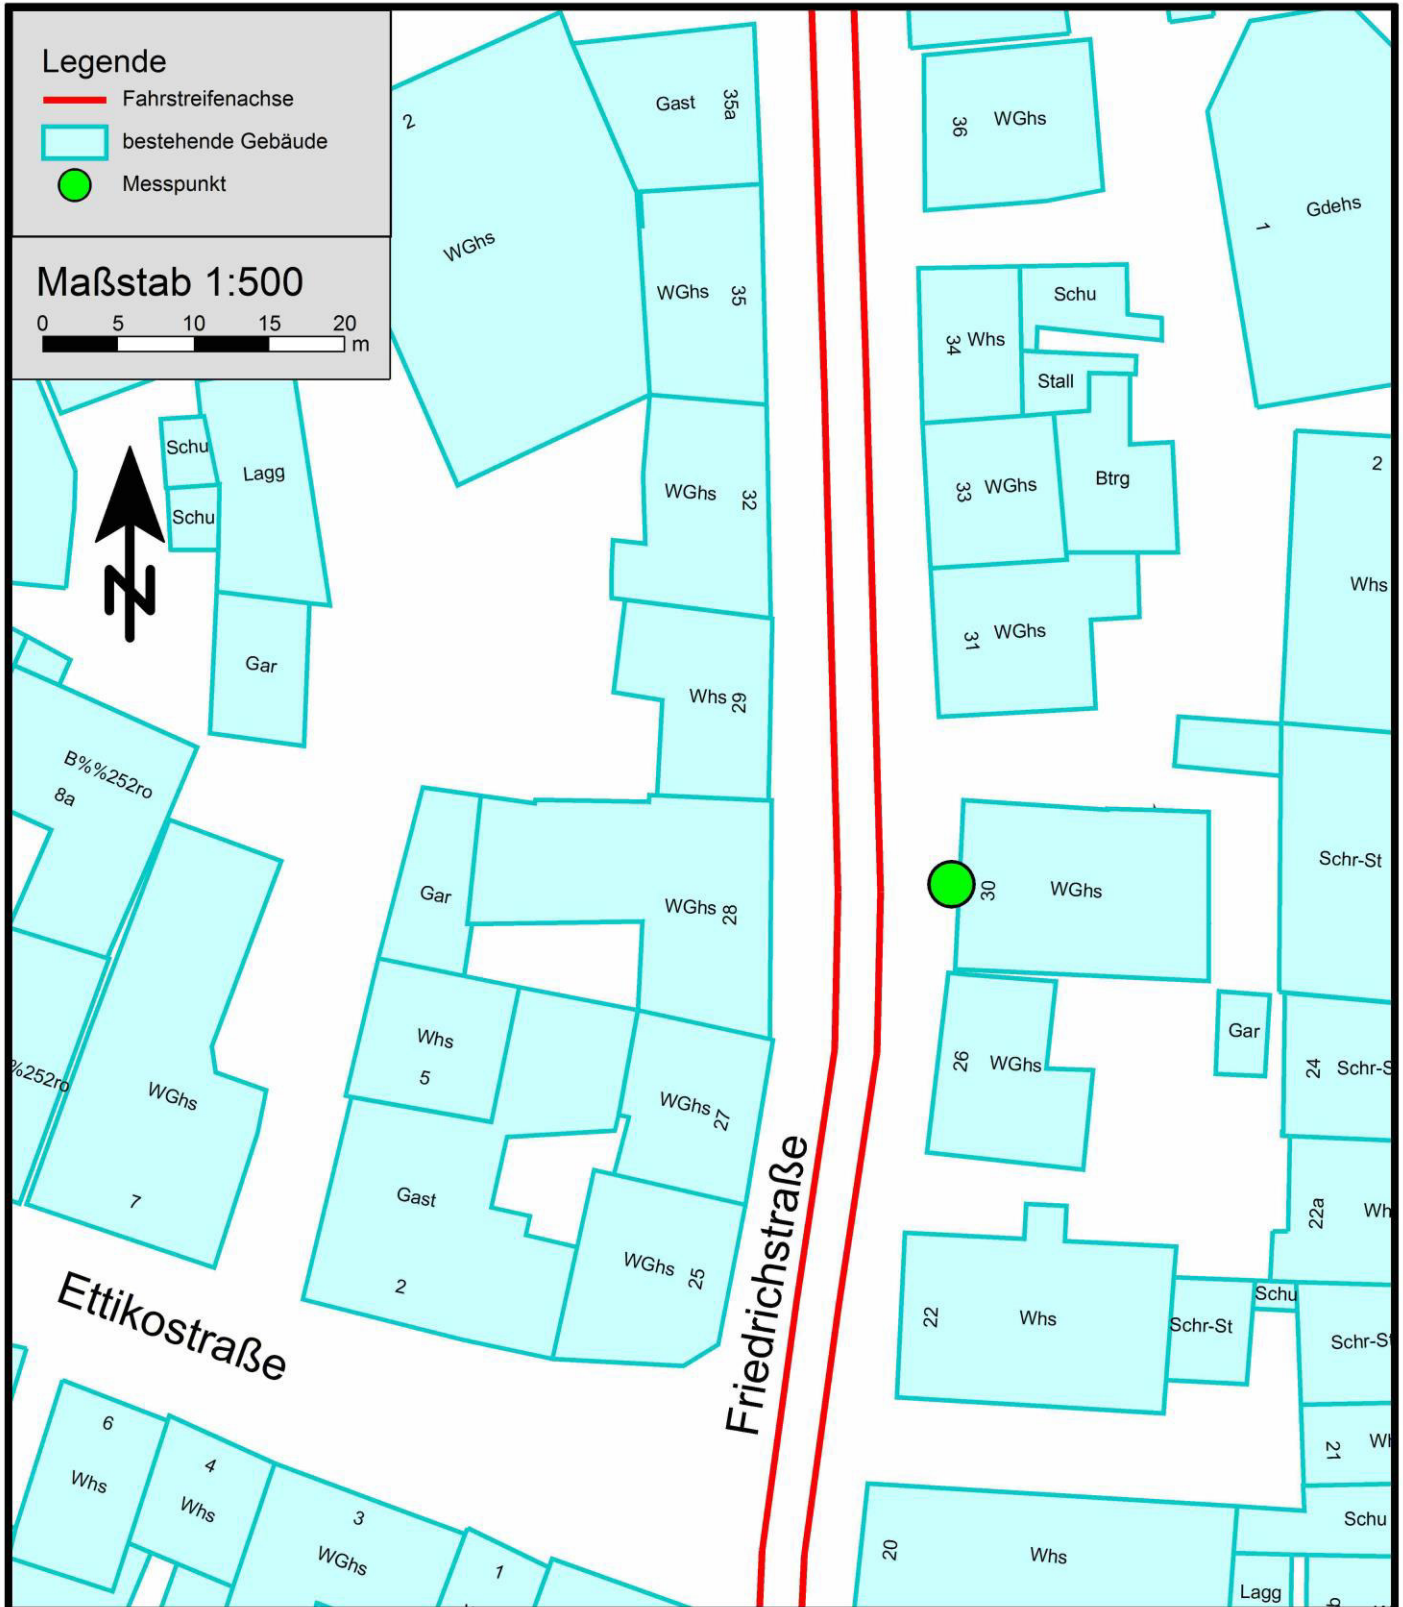 Legende
Fahrstreifenachse
bestehende Gebäude
Messpunkt
Maßstab 1:500
0 5 10 15 20
m
2
WGhs
Gast 35a
WGhs 35
WGhs 32
Whs 29
WGhs 28
Gar
Whs
5
WGhs 27
Gast
2
WGhs 25
Schu
Schu
Lagg
Gar
N
B%%252ro
8a
%252ro
WGhs
7
Ettikostraße
Friedrichstraße
6
Whs
4
Whs
3
WGhs
1
36 WGhs
1 Gdehs
34 Whs
Schu
Stall
33 WGhs
Btrg
31 WGhs
2
Whs
30 WGhs
Schr-St
26 WGhs
Gar
24 Schr-S
22a Wh
22 Whs
Schr-St
Schu
Schr-St
21
Schu
20 Whs
Lagg